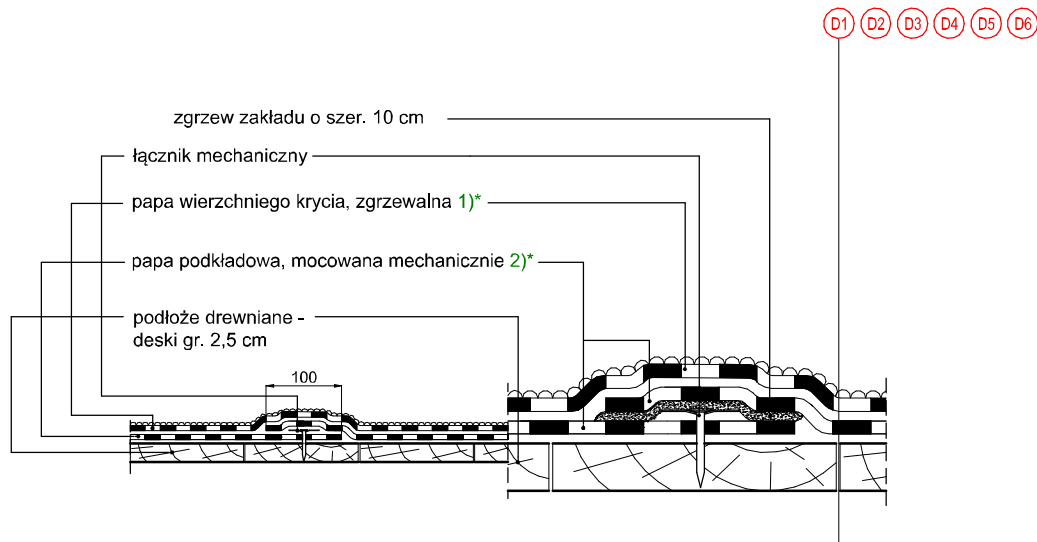 D1 D2 D3 D4 D5 D6
zgrzew zakładu o szer. 10 cm
łącznik mechaniczny
papa wierzchniego krycia, zgrzewalna 1)*
papa podkładowa, mocowana mechanicznie 2)*
podłoże drewniane -
deski gr. 2,5 cm
100